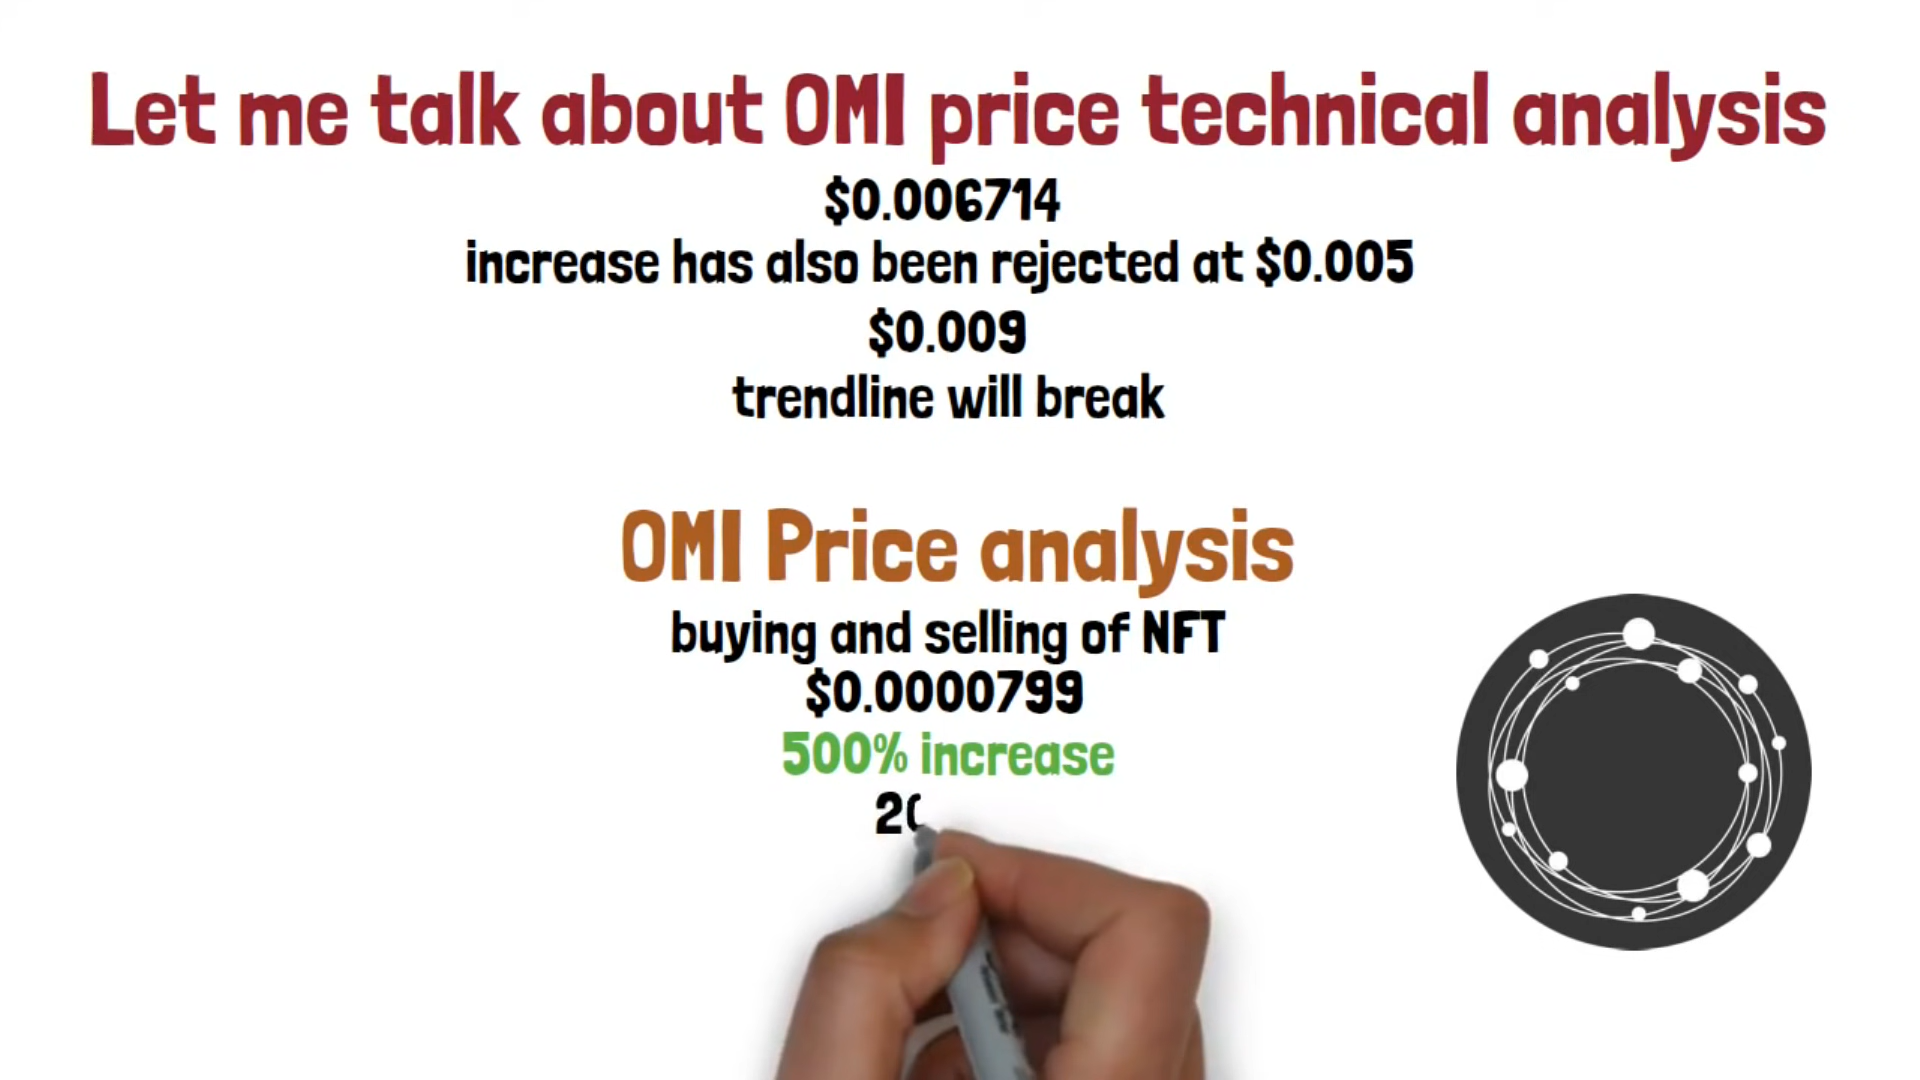 Let me talk about OMI price technical analysis
$0.006714
increase has also been rejected at $0.005
$0.009
trendline will break
OMI Price analysis
buying and selling of NFT
$0.0000799
500% increase